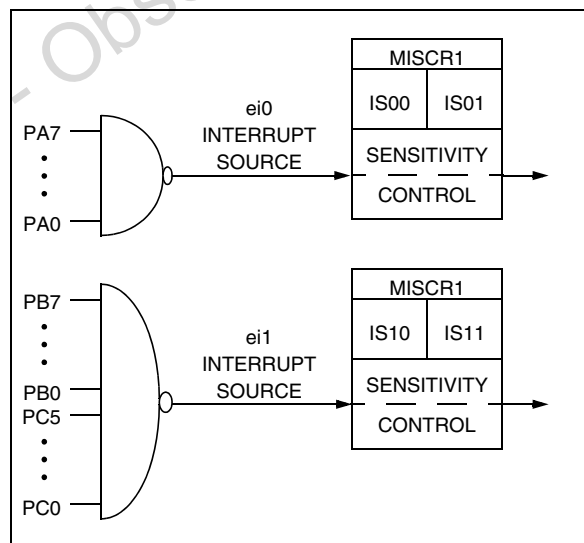 - Obs
MISCR1
IS00 IS01
ei0
INTERRUPT
SOURCE
PA7
PA0
SENSITIVITY
CONTROL
MISCR1
IS10 IS11
ei1
INTERRUPT
SOURCE
PB7
PB0
PC5
PC0
SENSITIVITY
CONTROL